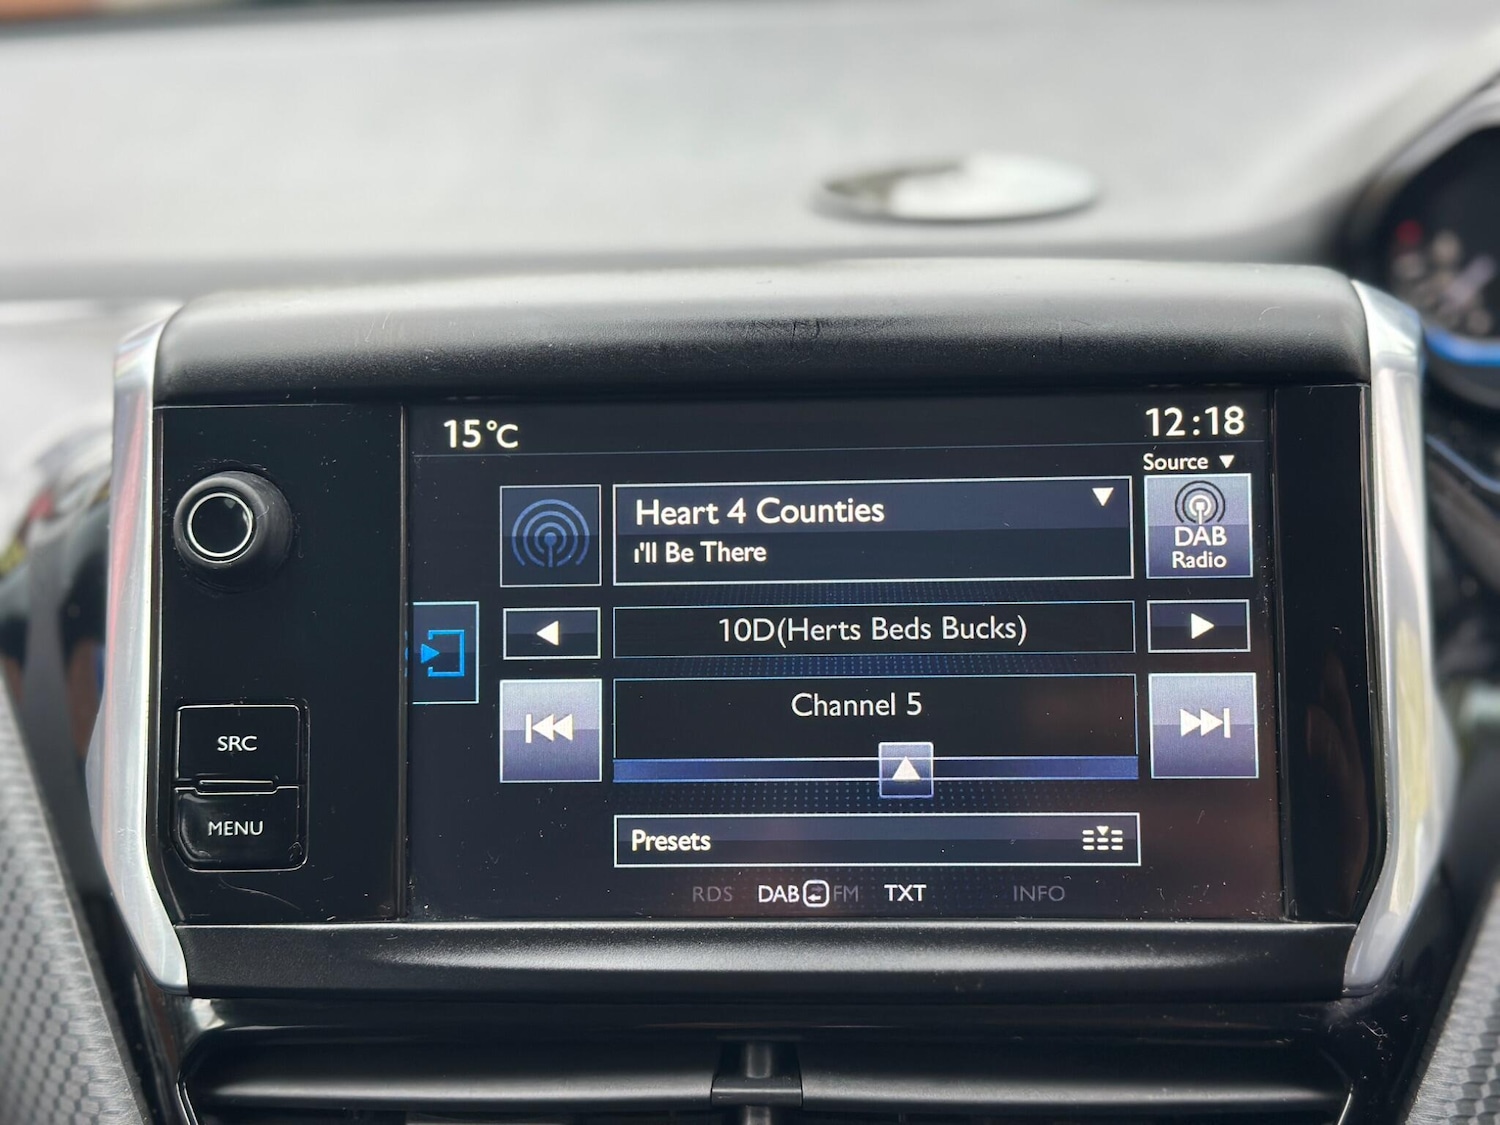 15°C
12:18
Source
Heart 4 Counties
ı'll Be There
DAB
Radio
10D(Herts Beds Bucks)
SRC
Channel 5
MENU
Presets
RDS DAB FM TXT INFO